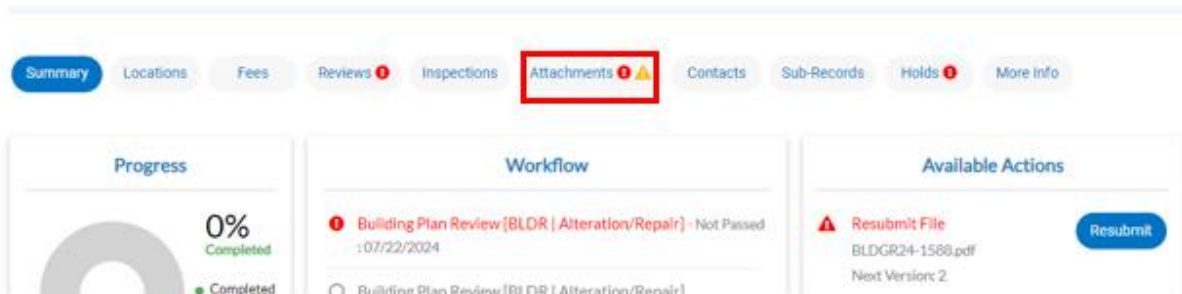 Summary Locations Fees Reviews Inspections Attachments Contacts Sub-Records Holds More Info
Progress
0%
Completed
Completed
Workflow
Building Plan Review [BLDR | Alteration/Repair] - Not Passed
: 07/22/2024
Building Plan Review [BLDR | Alteration/Repair]
Available Actions
Resubmit File
BLDGR24-1588.pdf
Next Version: 2
Resubmit